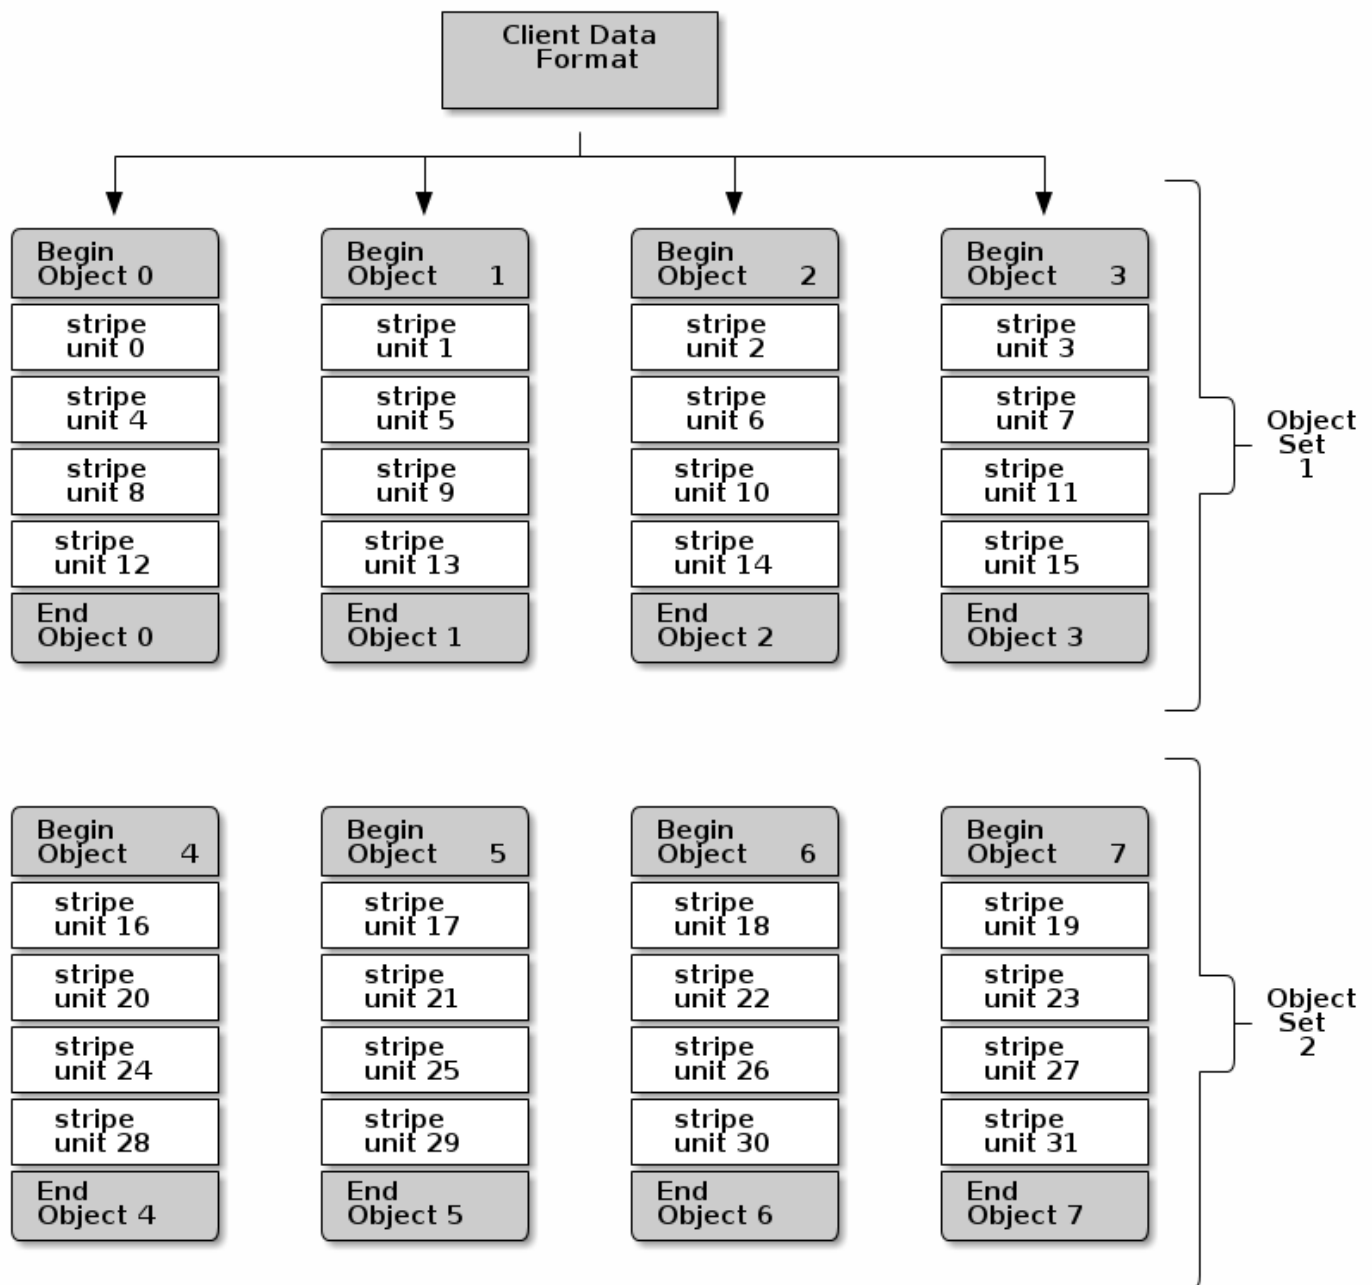 Client Data
Format
Begin
Object 0
stripe
unit 0
stripe
unit 4
stripe
unit 8
stripe
unit 12
End
Object 0
Begin
Object 1
stripe
unit 1
stripe
unit 5
stripe
unit 9
stripe
unit 13
End
Object 1
Begin
Object 2
stripe
unit 2
stripe
unit 6
stripe
unit 10
stripe
unit 14
End
Object 2
Begin
Object 3
stripe
unit 3
stripe
unit 7
stripe
unit 11
stripe
unit 15
End
Object 3
Object
Set
1
Begin
Object 4
stripe
unit 16
stripe
unit 20
stripe
unit 24
stripe
unit 28
End
Object 4
Begin
Object 5
stripe
unit 17
stripe
unit 21
stripe
unit 25
stripe
unit 29
End
Object 5
Begin
Object 6
stripe
unit 18
stripe
unit 22
stripe
unit 26
stripe
unit 30
End
Object 6
Begin
Object 7
stripe
unit 19
stripe
unit 23
stripe
unit 27
stripe
unit 31
End
Object 7
Object
Set
2